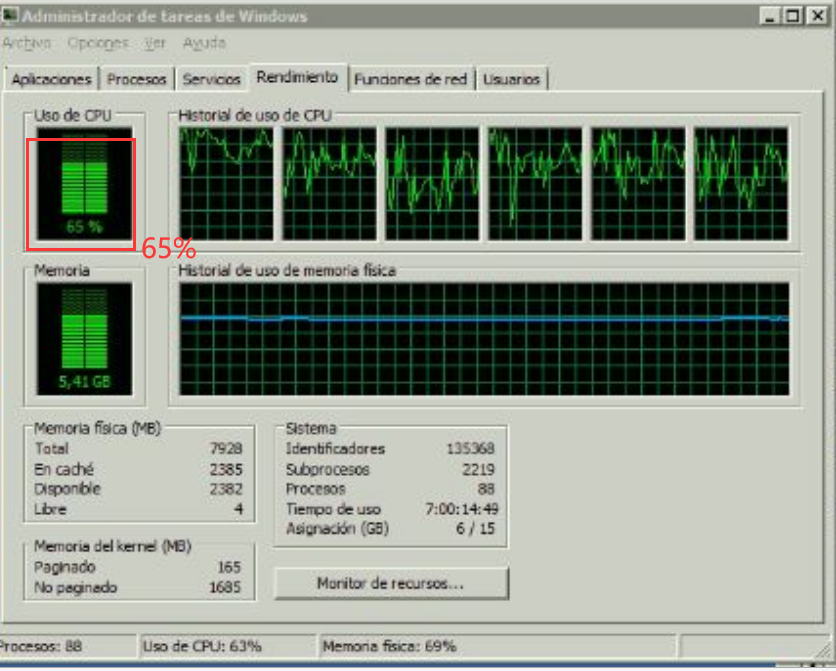 Administrador de tareas de Windows
Archivo Opciones Ver Ayuda
Aplicaciones Procesos Servicios Rendimiento Funciones de red Usuarios
Uso de CPU Historial de uso de CPU
65 %
65%
Memoria Historial de uso de memoria física
5,41 GB
Memoria física (MB) Sistema
Total 7928 Identificadores 135368
En caché 2385 Subprocesos 2219
Disponible 2382 Procesos 88
Libre 4 Tiempo de uso 7:00:14:49
Asignación (GB) 6 / 15
Memoria del kernel (MB)
Paginado 165
No paginado 1685
Monitor de recursos...
Procesos: 88 Uso de CPU: 63% Memoria física: 69%